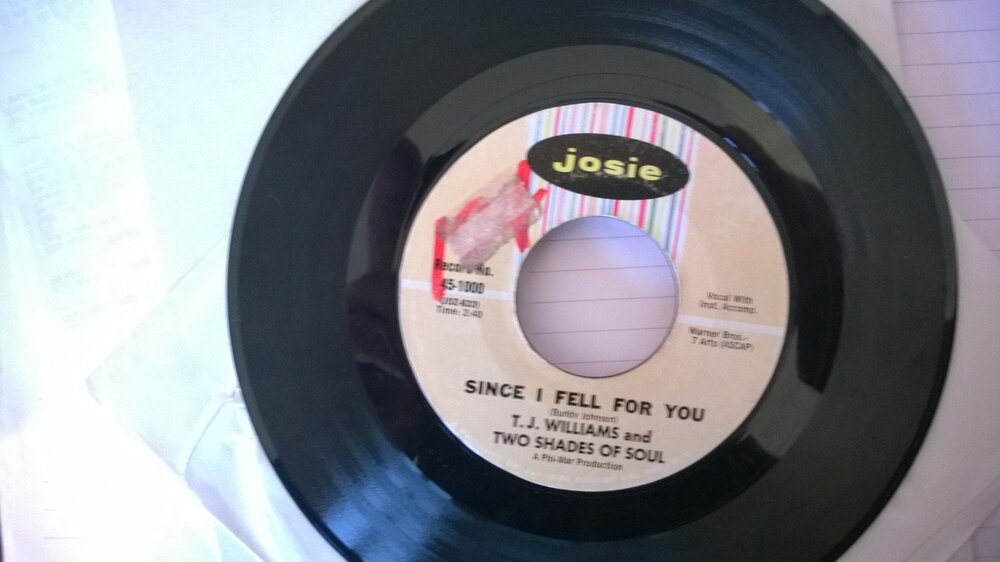 josie
Record No.
45-1000
Time: 2:40
Vocal With
Inst. Accomp.
Warner Bros.-
7 Arts (ASCAP)
SINCE I FELL FOR YOU
(Buddy Johnson)
T. J. WILLIAMS and
TWO SHADES OF SOUL
A Phi-Mar Production